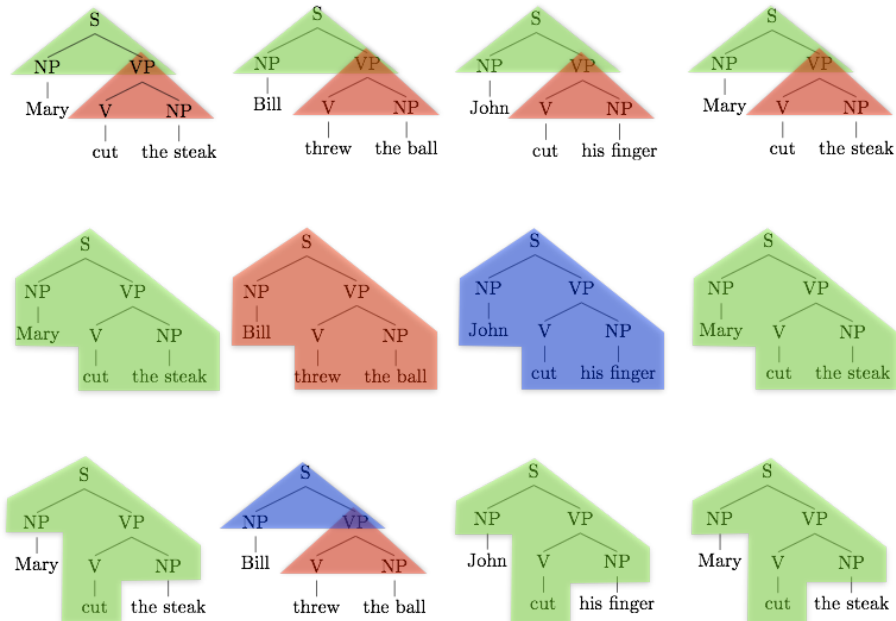 S S S S
NP VP NP VP NP VP NP VP
Mary V NP Bill V NP John V NP Mary V NP
cut the steak threw the ball cut his finger cut the steak
S S S S
NP VP NP VP NP VP NP VP
Mary V NP Bill V NP John V NP Mary V NP
cut the steak threw the ball cut his finger cut the steak
S S S S
NP VP NP VP NP VP NP VP
Mary V NP Bill V NP John V NP Mary V NP
cut the steak threw the ball cut his finger cut the steak